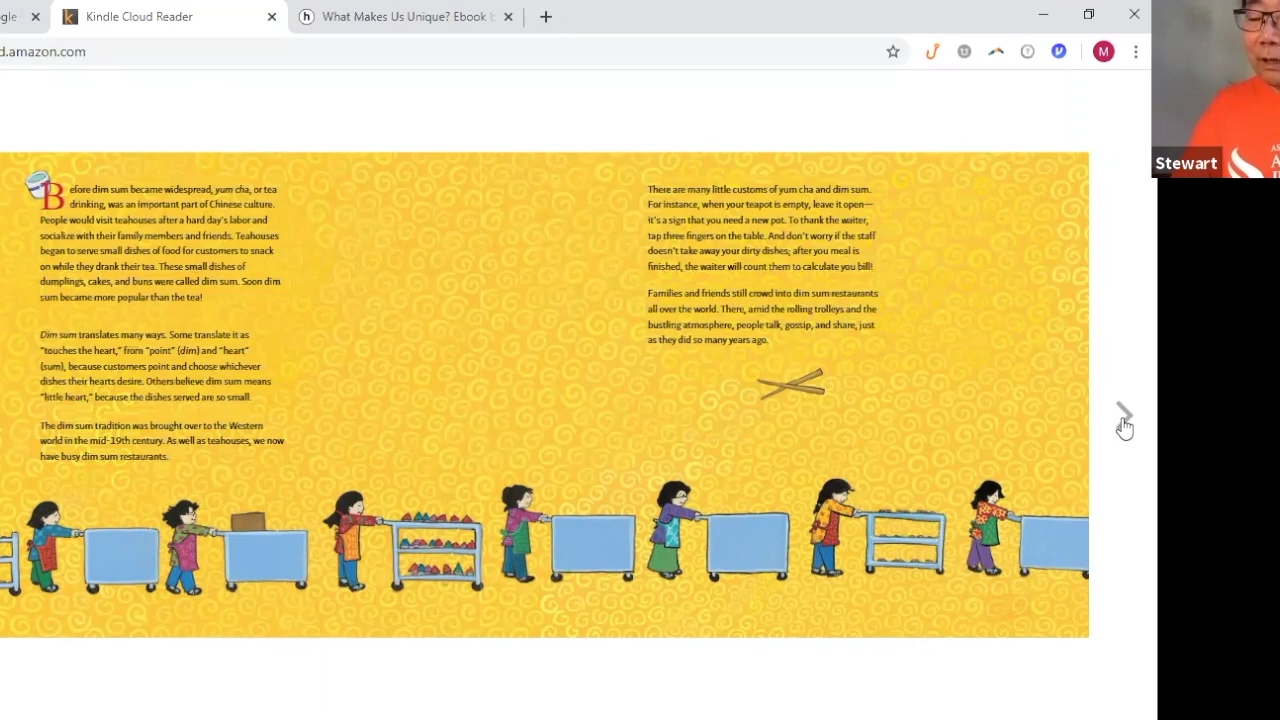 ogle
Kindle Cloud Reader
What Makes Us Unique? Ebook
d.amazon.com
M
Stewart
Before dim sum became widespread, yum cha, or tea
drinking, was an important part of Chinese culture.
People would visit teahouses after a hard day's labor and
socialize with their family members and friends. Teahouses
began to serve small dishes of food for customers to snack
on while they drank their tea. These small dishes of
dumplings, cakes, and buns were called dim sum. Soon dim
sum became more popular than the tea!
Dim sum translates many ways. Some translate it as
"touches the heart," from "point" (dim) and "heart"
(sum), because customers point and choose whichever
dishes their hearts desire. Others believe dim sum means
"little heart," because the dishes served are so small.
The dim sum tradition was brought over to the Western
world in the mid-19th century. As well as teahouses, we now
have busy dim sum restaurants.
There are many little customs of yum cha and dim sum.
For instance, when your teapot is empty, leave it open—
it's a sign that you need a new pot. To thank the waiter,
tap three fingers on the table. And don't worry if the staff
doesn't take away your dirty dishes; after you meal is
finished, the waiter will count them to calculate you bill!
Families and friends still crowd into dim sum restaurants
all over the world. There, amid the rolling trolleys and the
bustling atmosphere, people talk, gossip, and share, just
as they did so many years ago.